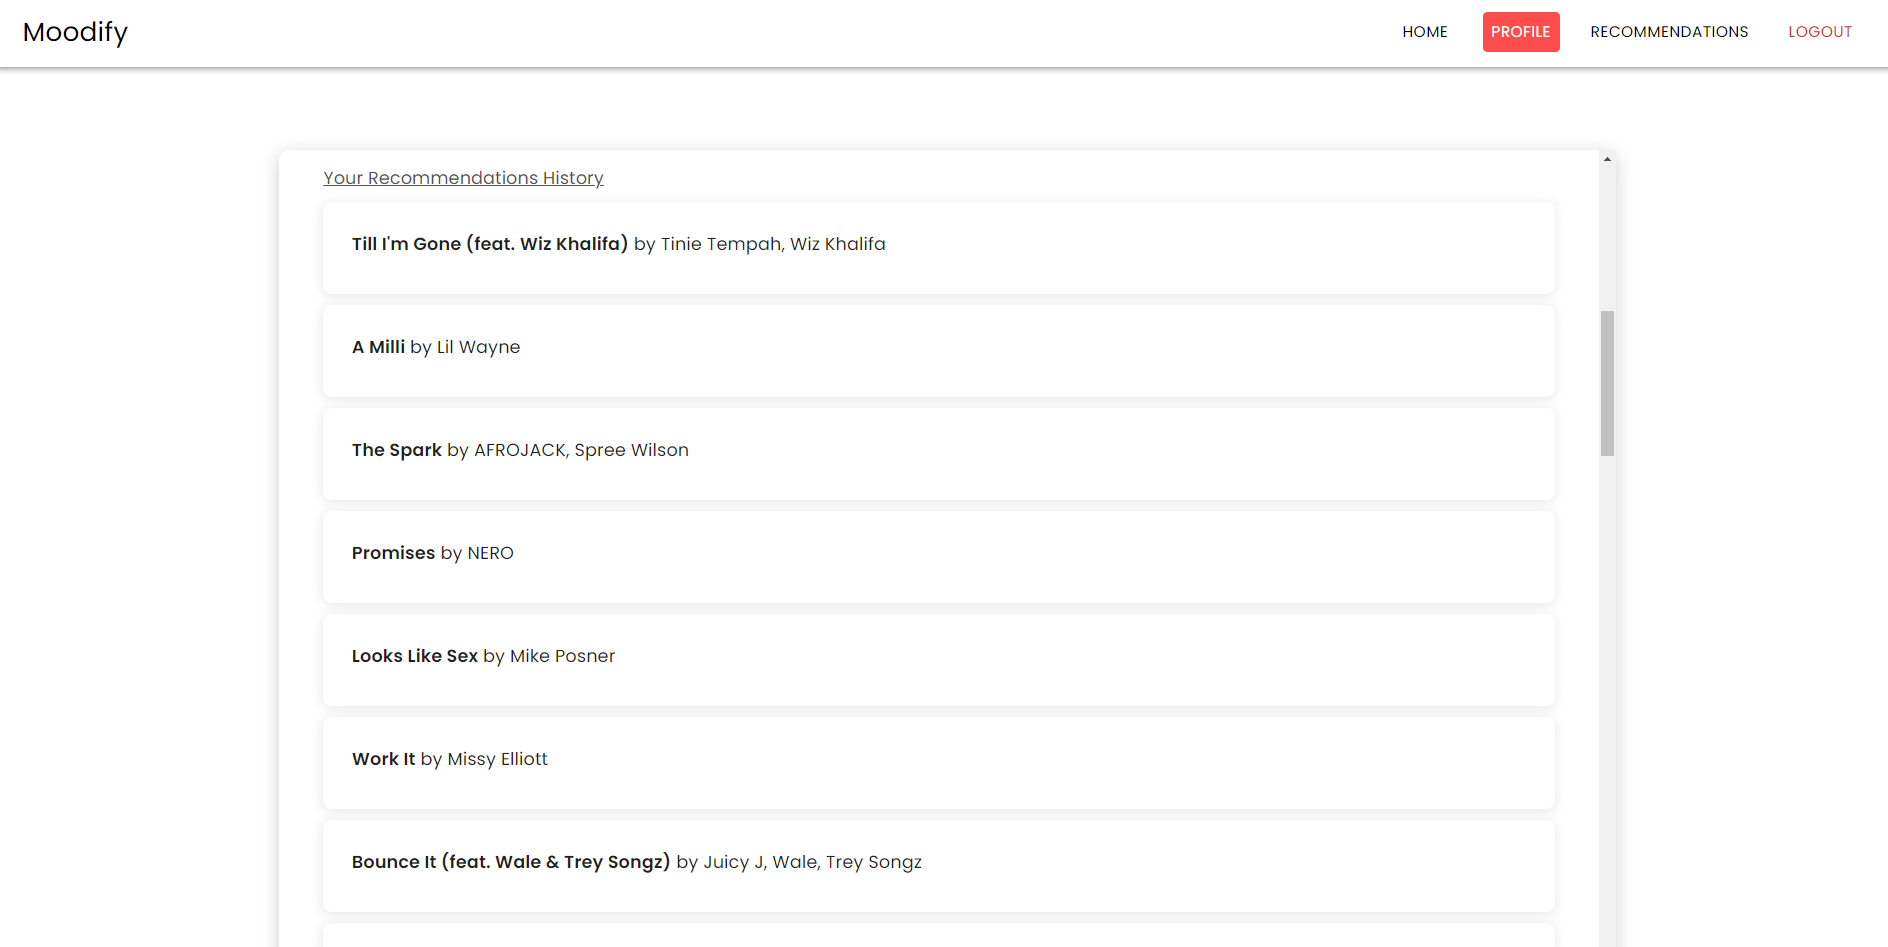 Moodify
HOME
PROFILE
RECOMMENDATIONS
LOGOUT
Your Recommendations History
Till I'm Gone (feat. Wiz Khalifa) by Tinie Tempah, Wiz Khalifa
A Milli by Lil Wayne
The Spark by AFROJACK, Spree Wilson
Promises by NERO
Looks Like Sex by Mike Posner
Work It by Missy Elliott
Bounce It (feat. Wale & Trey Songz) by Juicy J, Wale, Trey Songz